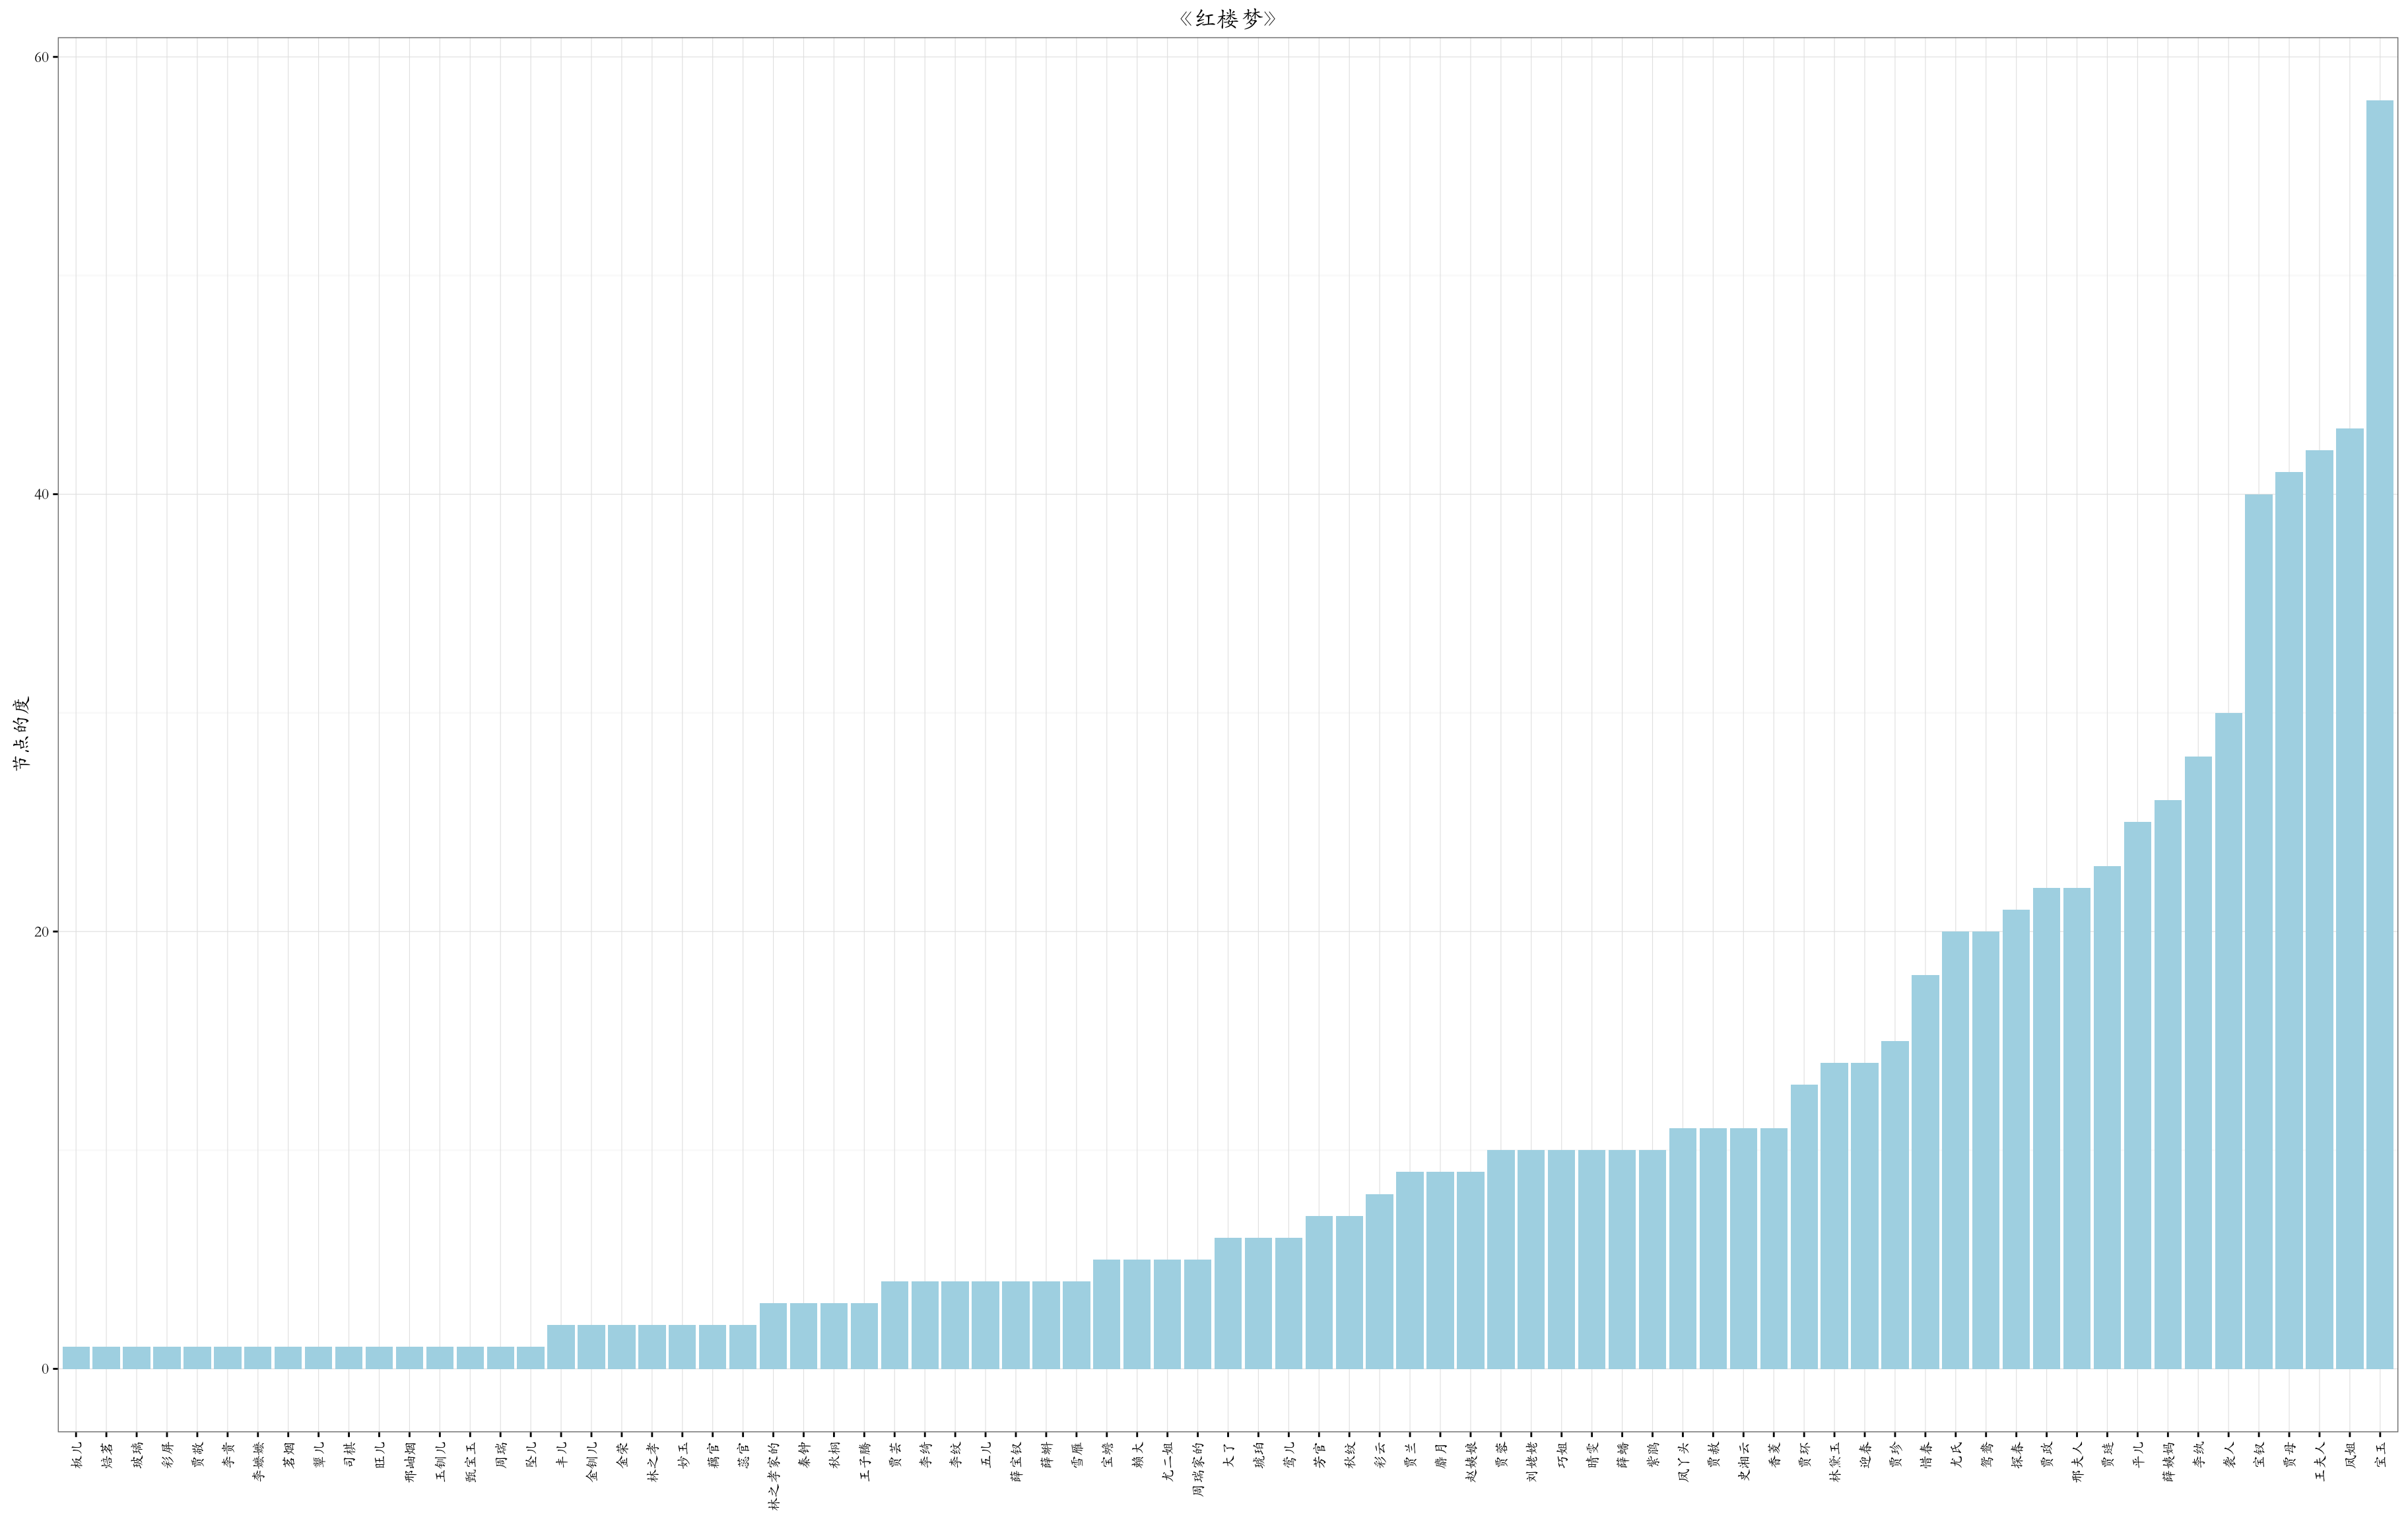 《红楼梦》
节点的度
60
40
20
0
板儿
焙茗
玻璃
彩屏
贾敬
李贵
李嬷嬷
茗烟
篆儿
司棋
旺儿
邢岫烟
玉钏儿
甄宝玉
周瑞
坠儿
丰儿
金钏儿
金荣
林之孝
妙玉
藕官
蕊官
林之孝家的
秦钟
秋桐
王子腾
贾芸
李绮
李纹
五儿
薛宝钗
薛蝌
雪雁
宝蟾
赖大
尤二姐
周瑞家的
大了
琥珀
莺儿
芳官
秋纹
彩云
贾兰
麝月
赵姨娘
贾蓉
刘姥姥
巧姐
晴雯
薛蟠
紫鹃
凤丫头
贾赦
史湘云
香菱
贾环
林黛玉
迎春
贾珍
惜春
尤氏
鸳鸯
探春
贾政
邢夫人
贾琏
平儿
薛姨妈
李纨
袭人
宝钗
贾母
王夫人
凤姐
宝玉